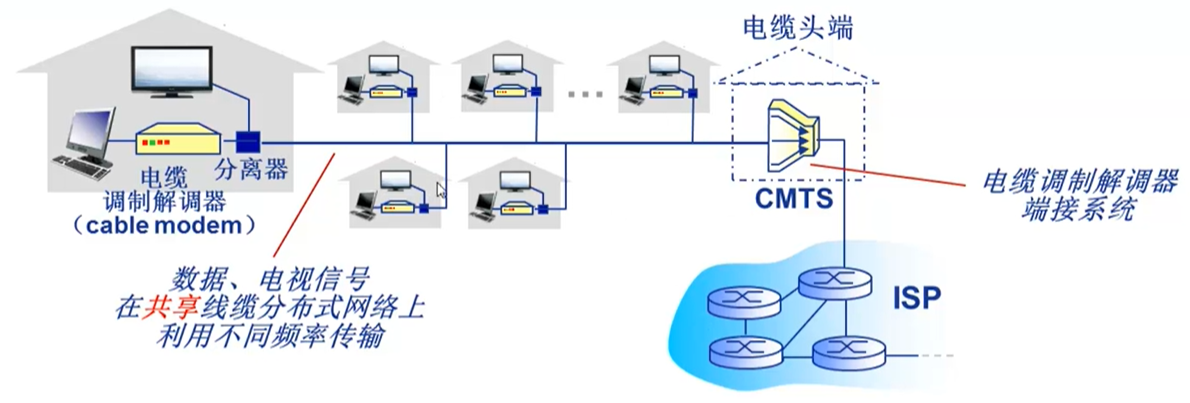 电缆头端
分离器
电缆
调制解调器
（cable modem）
CMTS
电缆调制解调器
端接系统
数据、电视信号
在共享线缆分布式网络上
利用不同频率传输
ISP